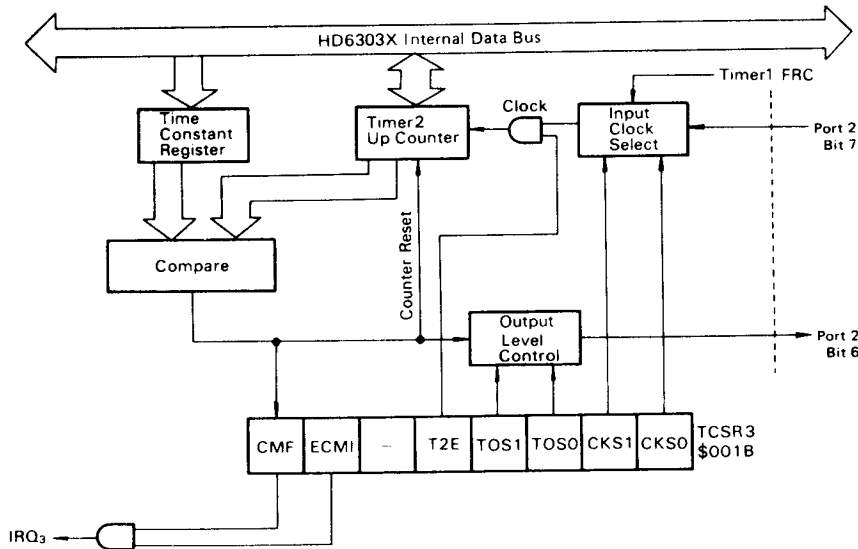 HD6303X Internal Data Bus
Timer1 FRC
Time
Constant
Register
Timer2
Up Counter
Clock
Input
Clock
Select
Port 2
Bit 7
Compare
Counter Reset
Output
Level
Control
Port 2
Bit 6
CMF ECMI – T2E TOS1 TOS0 CKS1 CKS0
TCSR3
$001B
IRQ₃